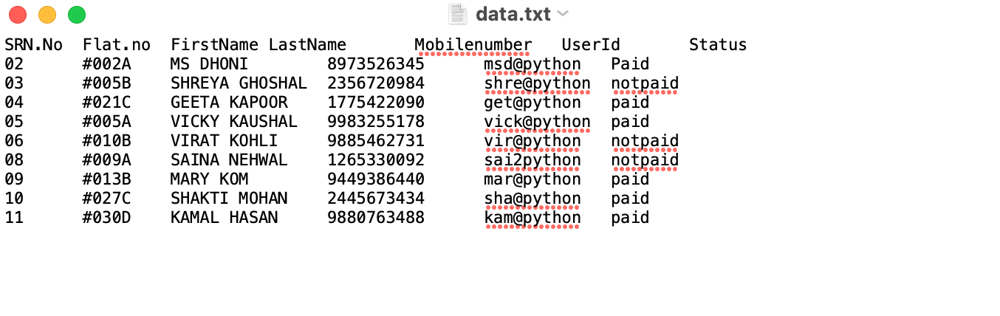 data.txt
SRN.No Flat.no FirstName LastName Mobilenumber UserId Status
02 #002A MS DHONI 8973526345 msd@python Paid
03 #005B SHREYA GHOSHAL 2356720984 shre@python notpaid
04 #021C GEETA KAPOOR 1775422090 get@python paid
05 #005A VICKY KAUSHAL 9983255178 vick@python paid
06 #010B VIRAT KOHLI 9885462731 vir@python notpaid
08 #009A SAINA NEHWAL 1265330092 sai2python notpaid
09 #013B MARY KOM 9449386440 mar@python paid
10 #027C SHAKTI MOHAN 2445673434 sha@python paid
11 #030D KAMAL HASAN 9880763488 kam@python paid